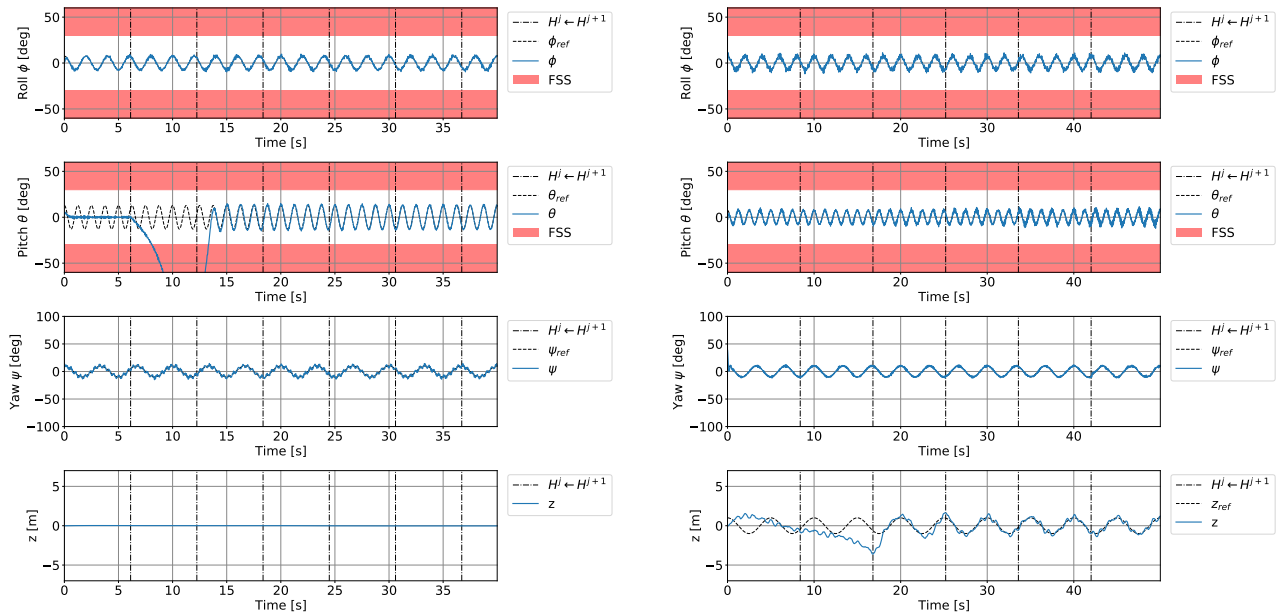 Roll ϕ [deg]
50
0
−50
0 5 10 15 20 25 30 35
Time [s]
H^j ← H^{j+1}
ϕ_ref
ϕ
FSS
Roll ϕ [deg]
50
0
−50
0 10 20 30 40
Time [s]
H^j ← H^{j+1}
ϕ_ref
ϕ
FSS
Pitch θ [deg]
50
0
−50
0 5 10 15 20 25 30 35
Time [s]
H^j ← H^{j+1}
θ_ref
θ
FSS
Pitch θ [deg]
50
0
−50
0 10 20 30 40
Time [s]
H^j ← H^{j+1}
θ_ref
θ
FSS
Yaw ψ [deg]
100
50
0
−50
−100
0 5 10 15 20 25 30 35
Time [s]
H^j ← H^{j+1}
ψ_ref
ψ
Yaw ψ [deg]
100
50
0
−50
−100
0 10 20 30 40
Time [s]
H^j ← H^{j+1}
ψ_ref
ψ
z [m]
5
0
−5
0 5 10 15 20 25 30 35
Time [s]
H^j ← H^{j+1}
z
z [m]
5
0
−5
0 10 20 30 40
Time [s]
H^j ← H^{j+1}
z_ref
z